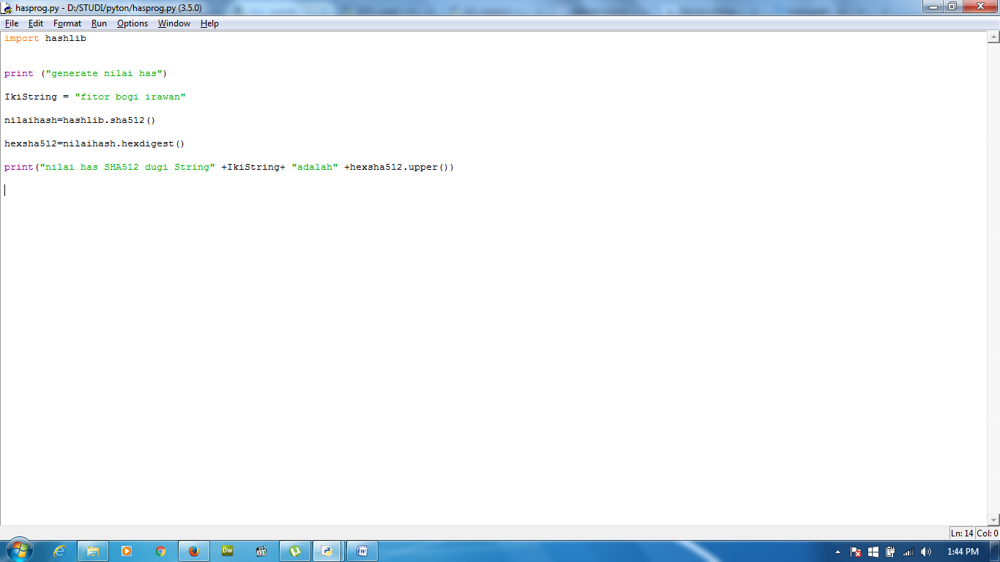 hasprog.py - D:/STUDI/pyton/hasprog.py (3.5.0)
File Edit Format Run Options Window Help
import hashlib
print ("generate nilai has")
IkiString = "fitor bogi irawan"
nilaihash=hashlib.sha512()
hexsha512=nilaihash.hexdigest()
print("nilai has SHA512 dugi String" +IkiString+ "adalah" +hexsha512.upper())
Ln: 14 Col: 0
Dw
321
W
1:44 PM